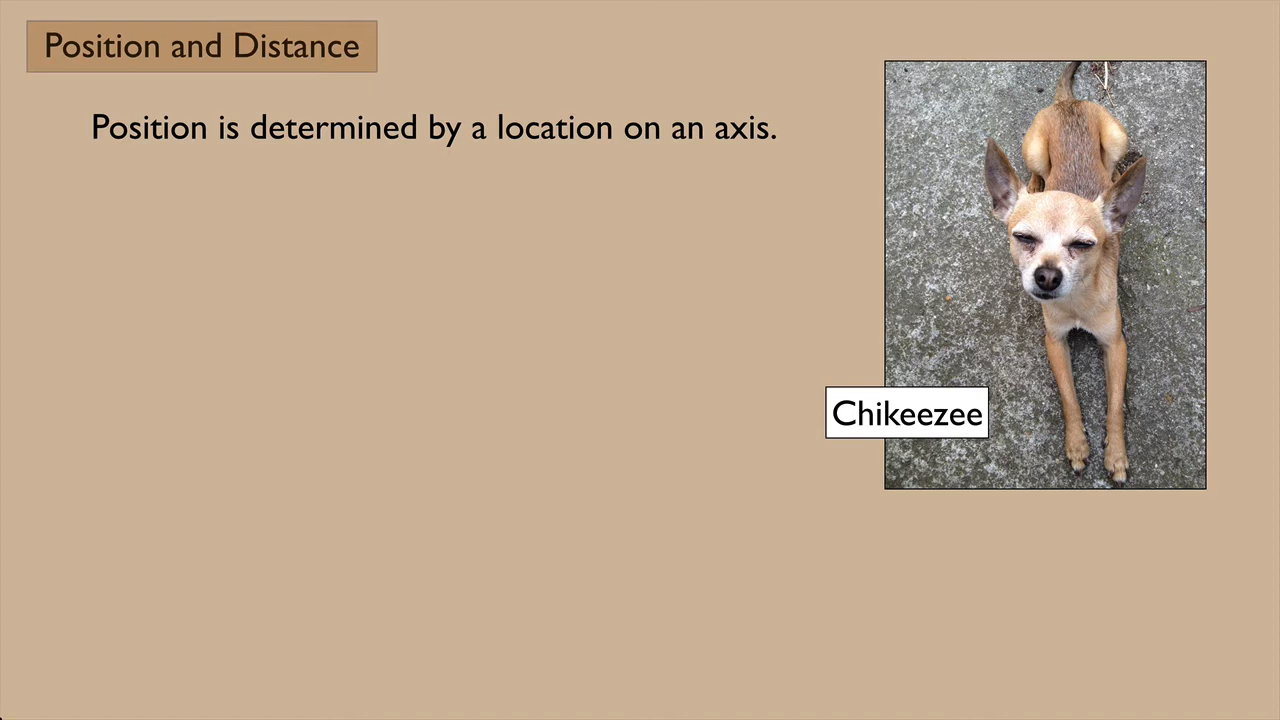 Position and Distance
Position is determined by a location on an axis.
Chikeezee